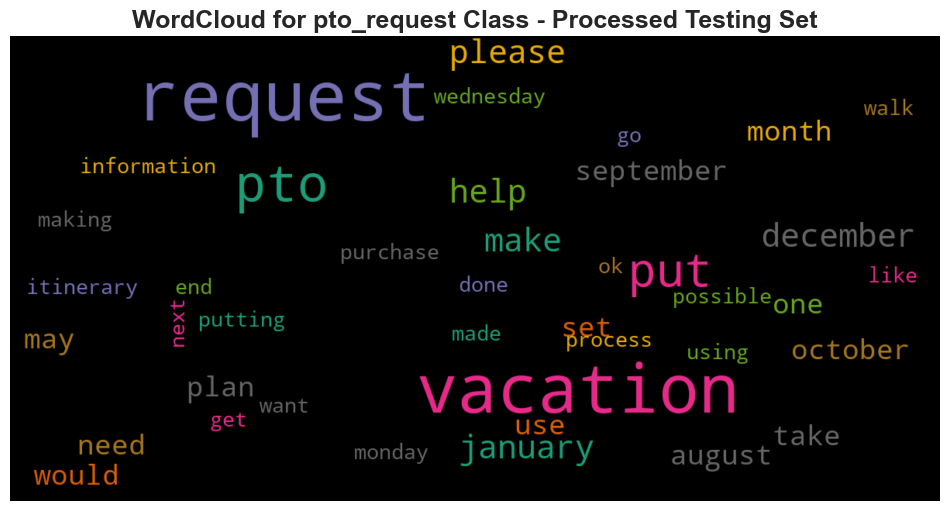 WordCloud for pto_request Class - Processed Testing Set
please
request
wednesday
walk
month
go
information
september
pto
help
making
make
december
purchase
ok
put
like
itinerary
end
done
possible
one
next
putting
made
set
process
may
using
october
plan
vacation
want
get
use
need
monday
january
august
take
would